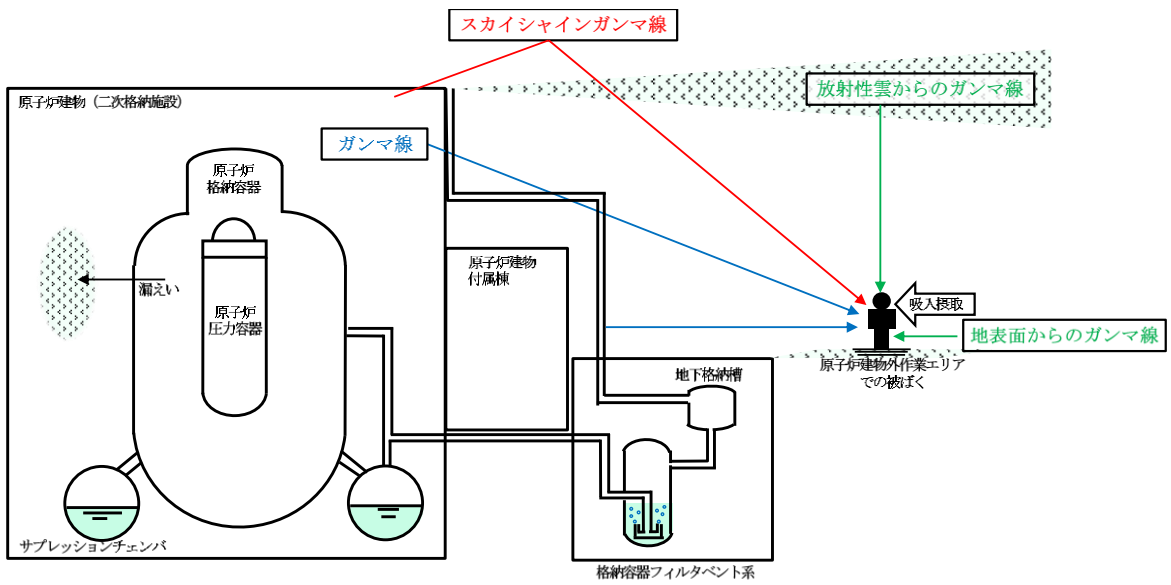 スカイシャインガンマ線
原子炉建物（二次格納施設）
放射性雲からのガンマ線
ガンマ線
原子炉
格納容器
原子炉建物
付属棟
漏えい
原子炉
圧力容器
吸入摂取
地表面からのガンマ線
原子炉建物外作業エリア
での被ばく
地下格納槽
サプレッションチェンバ
格納容器フィルタベント系